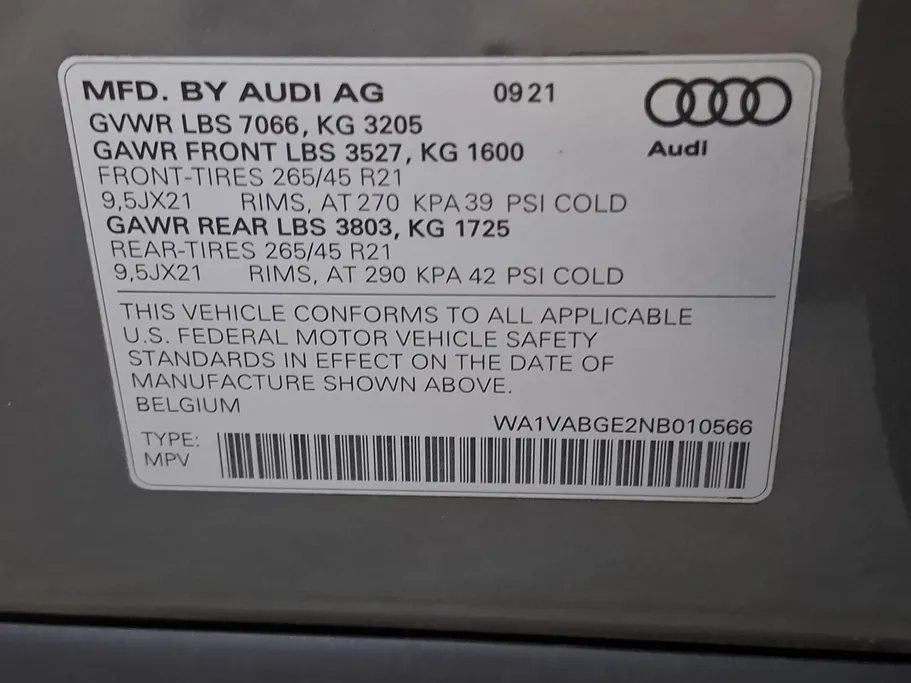 MFD. BY AUDI AG 0921
GVWR LBS 7066, KG 3205
Audi
GAWR FRONT LBS 3527, KG 1600
FRONT-TIRES 265/45 R21
9,5JX21 RIMS, AT 270 KPA 39 PSI COLD
GAWR REAR LBS 3803, KG 1725
REAR-TIRES 265/45 R21
9,5JX21 RIMS, AT 290 KPA 42 PSI COLD
THIS VEHICLE CONFORMS TO ALL APPLICABLE
U.S. FEDERAL MOTOR VEHICLE SAFETY
STANDARDS IN EFFECT ON THE DATE OF
MANUFACTURE SHOWN ABOVE.
BELGIUM
WA1VABGE2NB010566
TYPE:
MPV